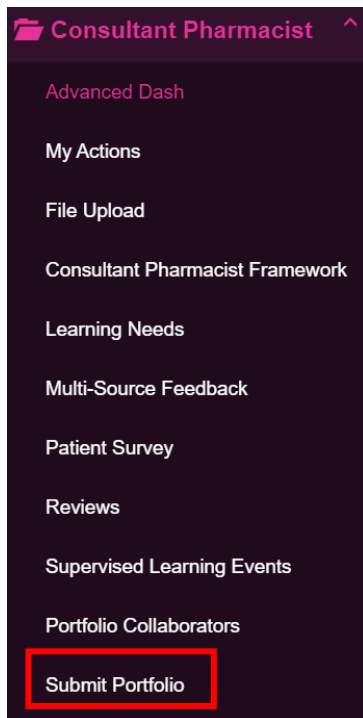 Consultant Pharmacist
Advanced Dash
My Actions
File Upload
Consultant Pharmacist Framework
Learning Needs
Multi-Source Feedback
Patient Survey
Reviews
Supervised Learning Events
Portfolio Collaborators
Submit Portfolio